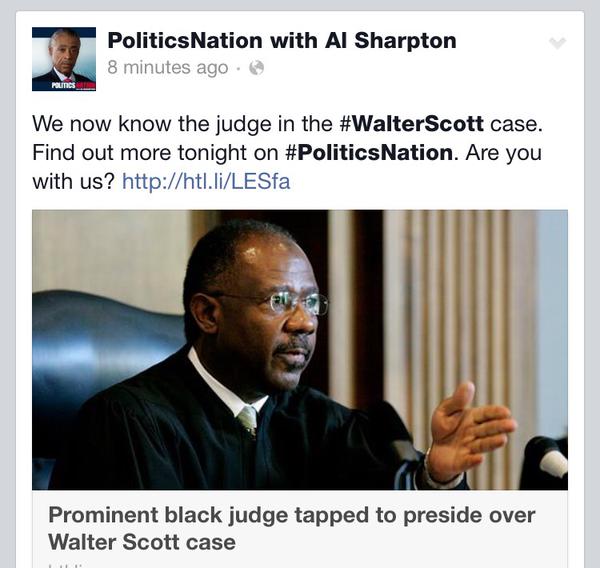 PoliticsNation with Al Sharpton
8 minutes ago ·
We now know the judge in the #WalterScott case.
Find out more tonight on #PoliticsNation. Are you
with us? http://htl.li/LESfa
POLITICS NATION
Prominent black judge tapped to preside over
Walter Scott case